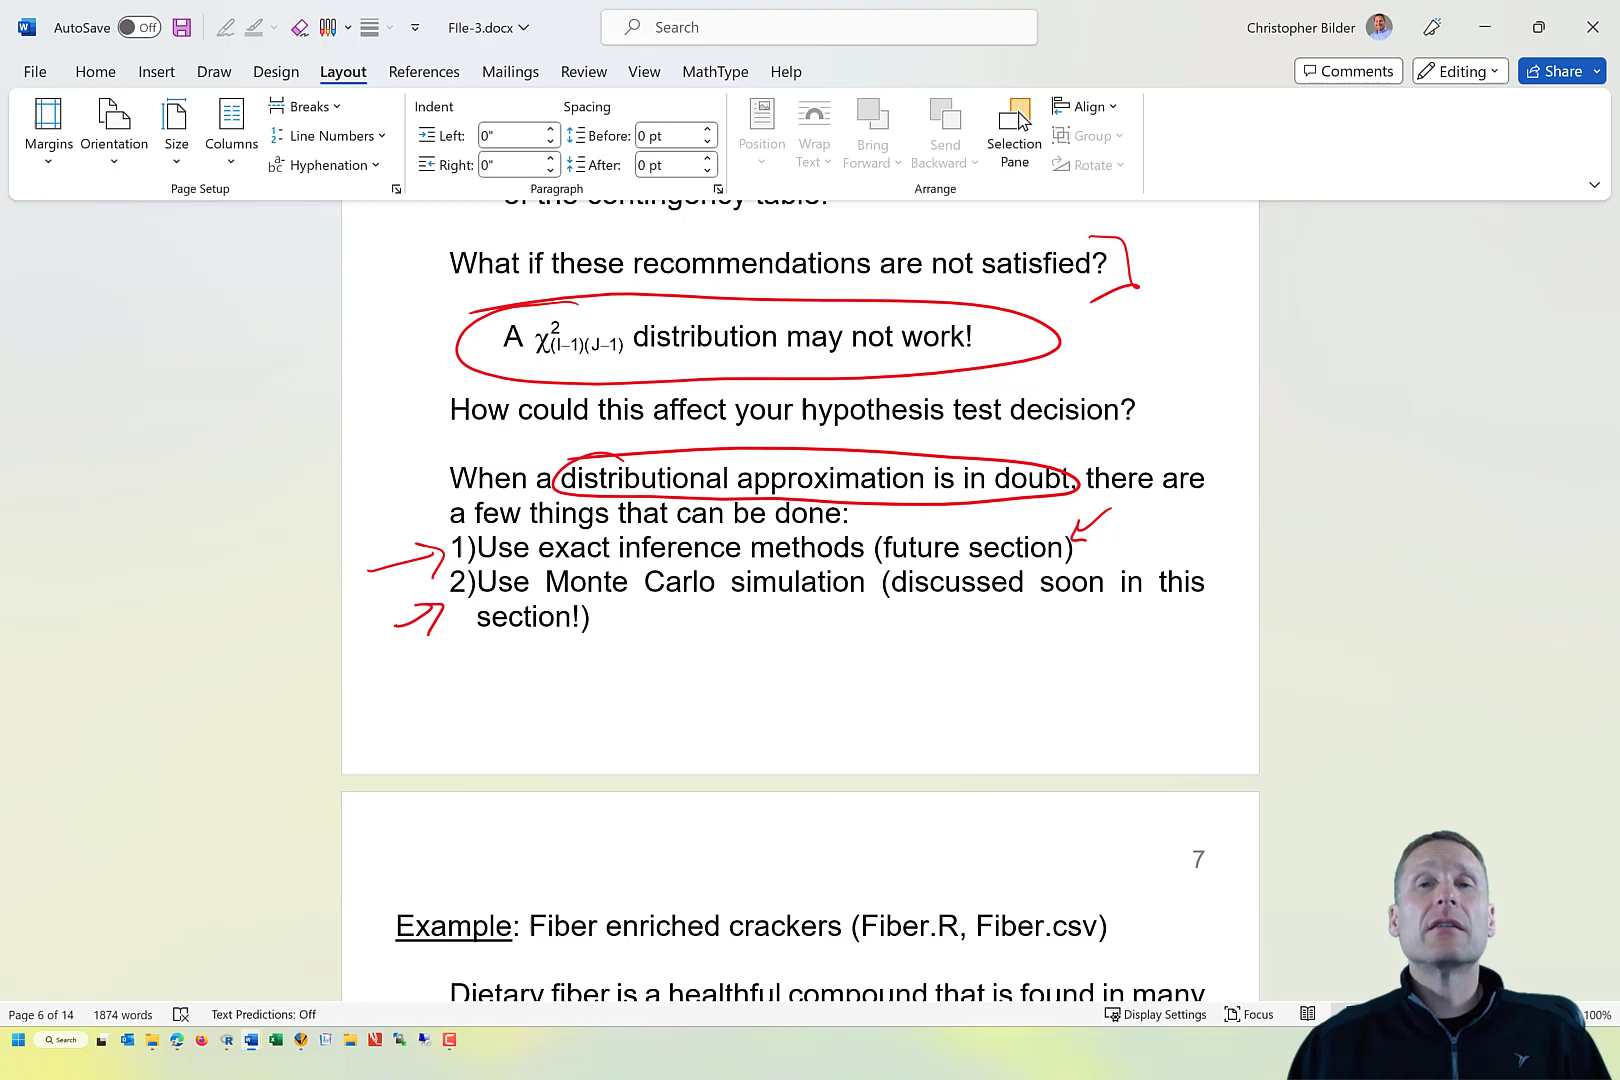 AutoSave Off FIle-3.docx Search Christopher Bilder
File Home Insert Draw Design Layout References Mailings Review View MathType Help Comments Editing Share
Margins Orientation Size Columns Breaks Line Numbers Hyphenation
Page Setup
Indent Spacing
Left: 0" Before: 0 pt
Right: 0" After: 0 pt
Paragraph
Position Wrap Text Bring Forward Send Backward Selection Pane Align Group Rotate
Arrange
of the contingency table.
What if these recommendations are not satisfied?
A χ²(I–1)(J–1) distribution may not work!
How could this affect your hypothesis test decision?
When a distributional approximation is in doubt, there are
a few things that can be done:
1)Use exact inference methods (future section)
2)Use Monte Carlo simulation (discussed soon in this
section!)
7
Example: Fiber enriched crackers (Fiber.R, Fiber.csv)
Dietary fiber is a healthful compound that is found in many
Page 6 of 14 1874 words Text Predictions: Off Display Settings Focus 100%
Search